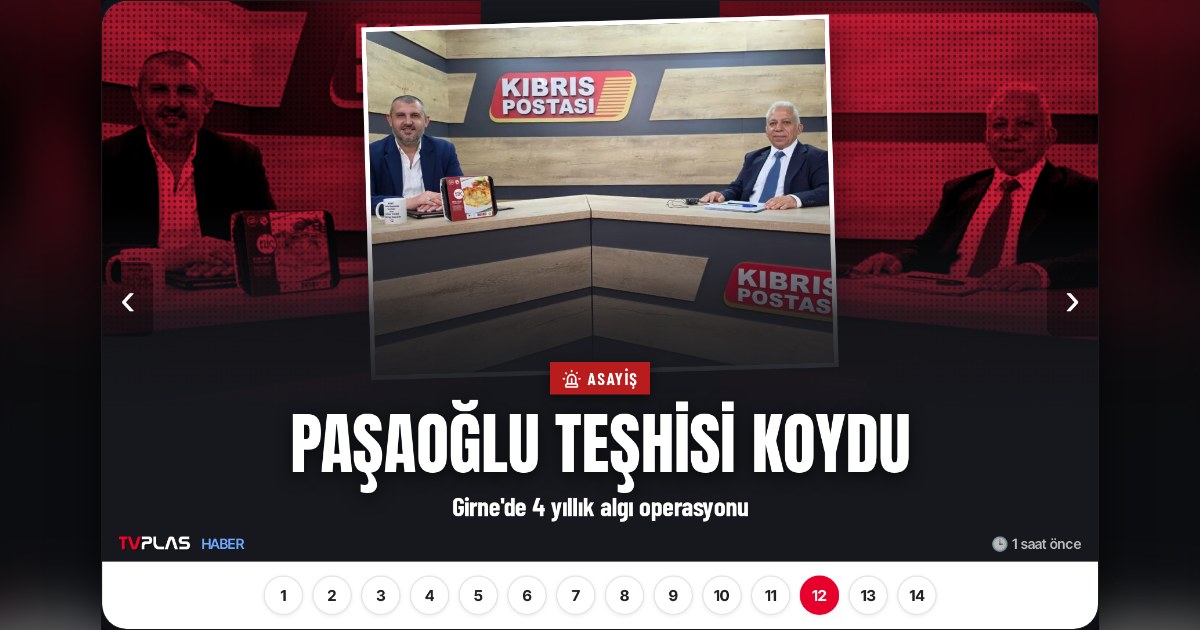 KIBRIS
POSTASI
KIBRIS
POSTAS
ASAYİŞ
PAŞAOĞLU TEŞHİSİ KOYDU
Girne'de 4 yıllık algı operasyonu
TVPLAS HABER
1 saat önce
1 2 3 4 5 6 7 8 9 10 11 12 13 14